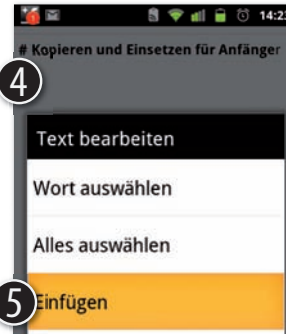 14:23
# Kopieren und Einsetzen für Anfänger
4
Text bearbeiten
Wort auswählen
Alles auswählen
5
Einfügen